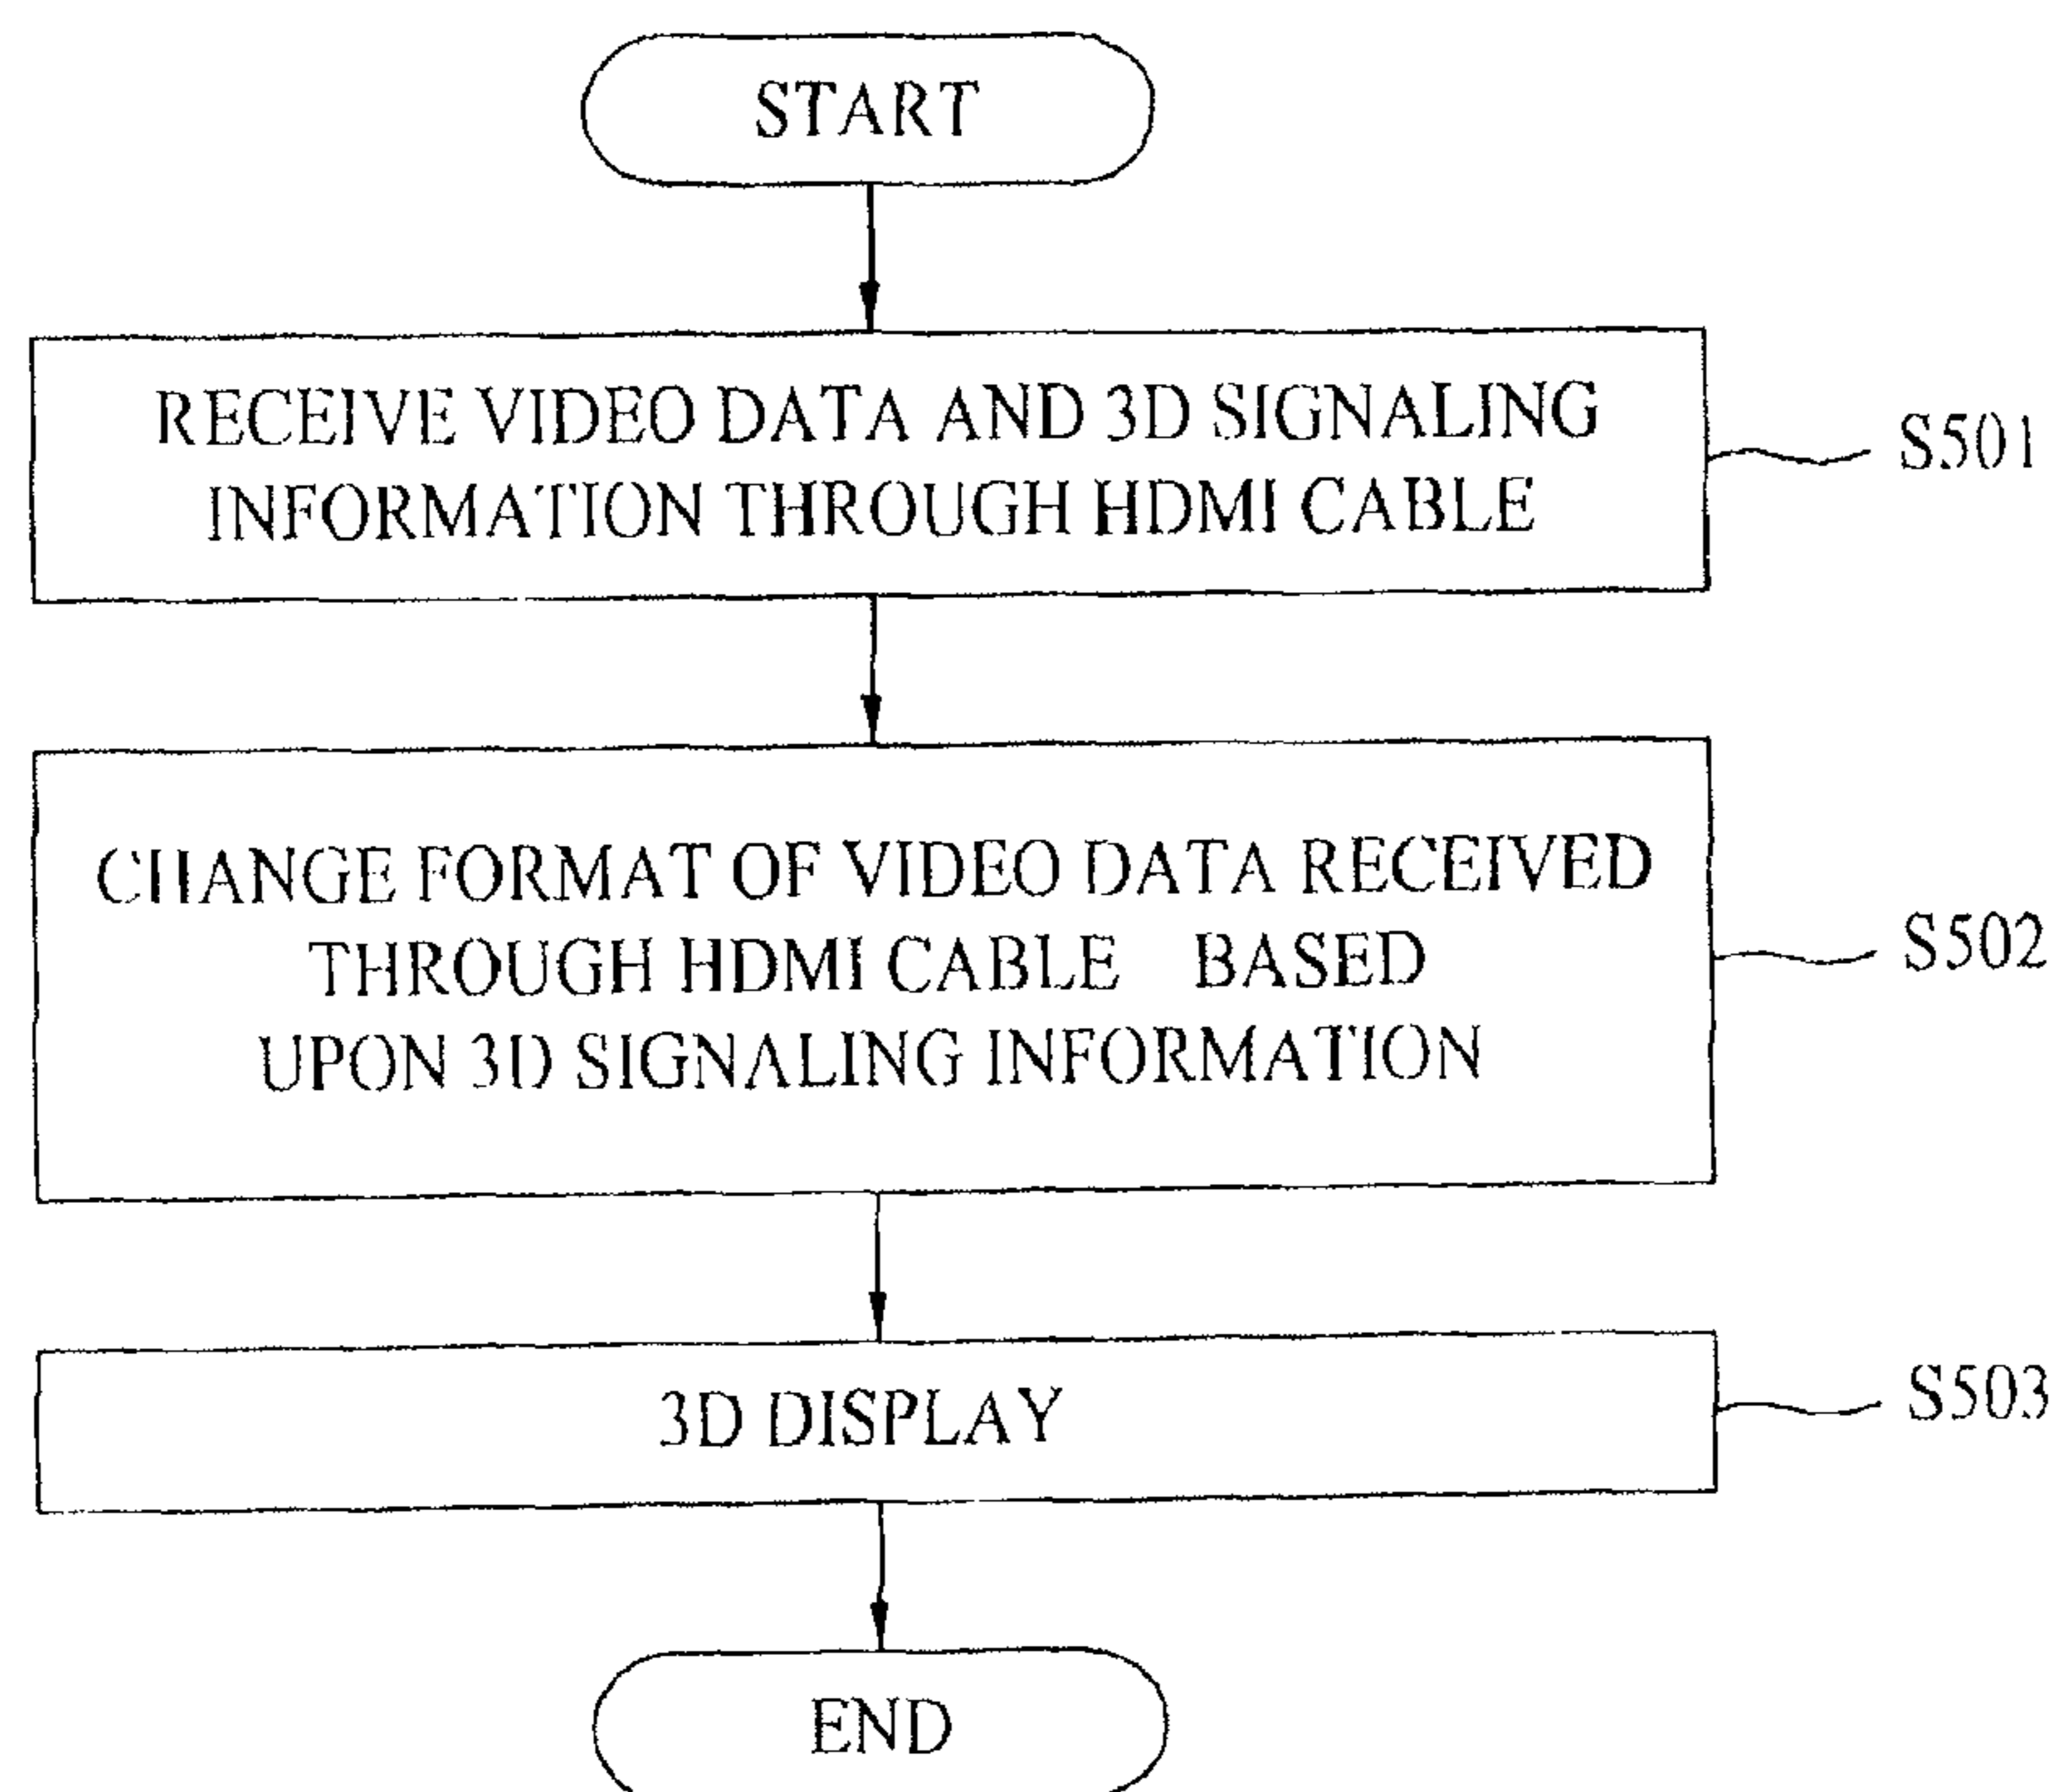 START
RECEIVE VIDEO DATA AND 3D SIGNALING
INFORMATION THROUGH HDMI CABLE
S501
CHANGE FORMAT OF VIDEO DATA RECEIVED
THROUGH HDMI CABLE BASED
UPON 3D SIGNALING INFORMATION
S502
3D DISPLAY
S503
END